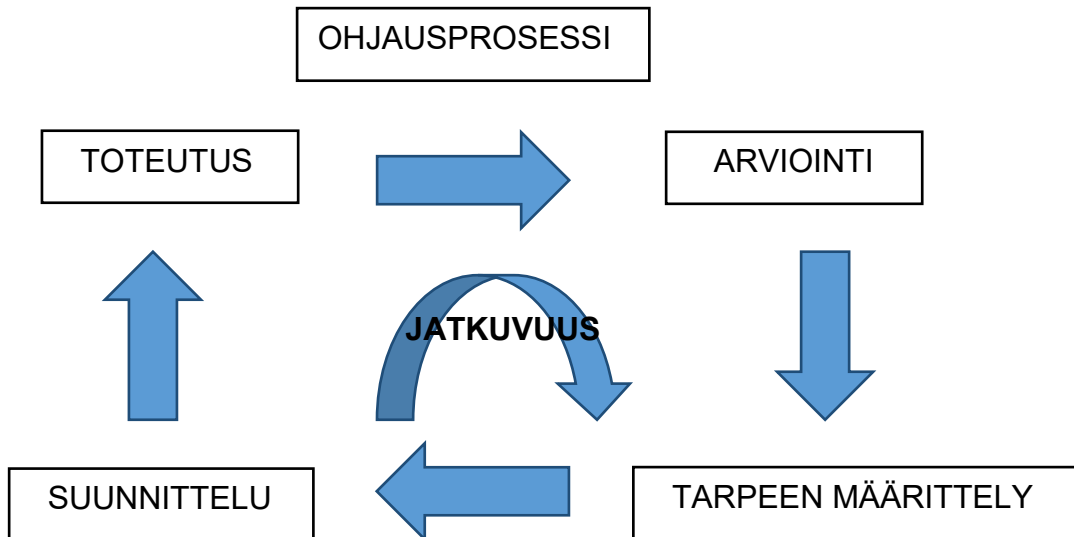 OHJAUSPROSESSI
TOTEUTUS
ARVIOINTI
JATKUVUUS
SUUNNITTELU
TARPEEN MÄÄRITTELY